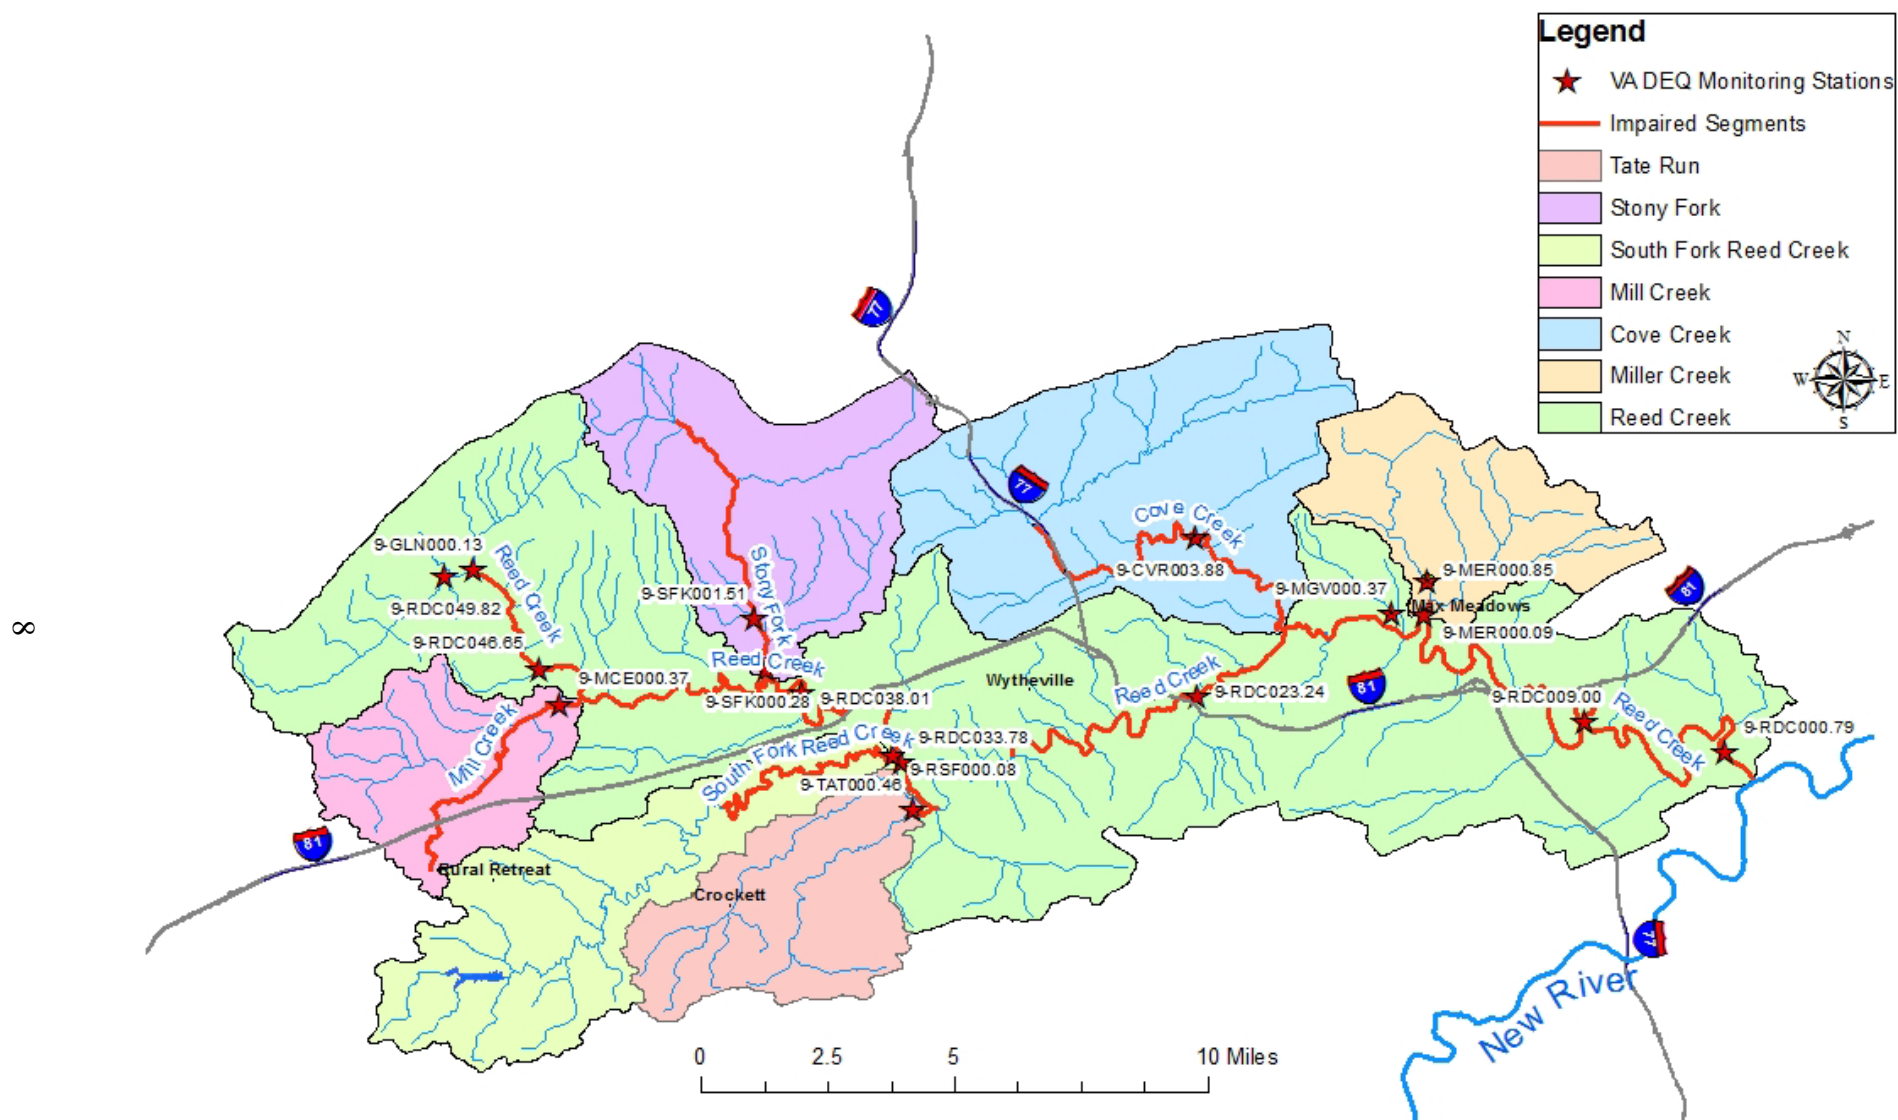 Legend
VA DEQ Monitoring Stations
Impaired Segments
Tate Run
Stony Fork
South Fork Reed Creek
Mill Creek
Cove Creek
Miller Creek
Reed Creek
N
W E
S
77
77
Cove Creek
9-GLN000.13
Reed Creek
Stony Fork
9-CVR003.88
9-MER000.85
9-SFK001.51
9-MGV000.37
81
9-RDC049.82
Max Meadows
8
9-RDC046.65
9-MER000.09
Reed Creek
9-MCE000.37
Wytheville
Reed Creek
9-RDC023.24
81
9-SFK000.28
9-RDC038.01
9-RDC009.00
Reed Creek
9-RDC000.79
Mill Creek
South Fork Reed Creek
9-RDC033.78
9-RSF000.08
9-TAT000.46
81
Rural Retreat
Crockett
77
New River
0 2.5 5 10 Miles